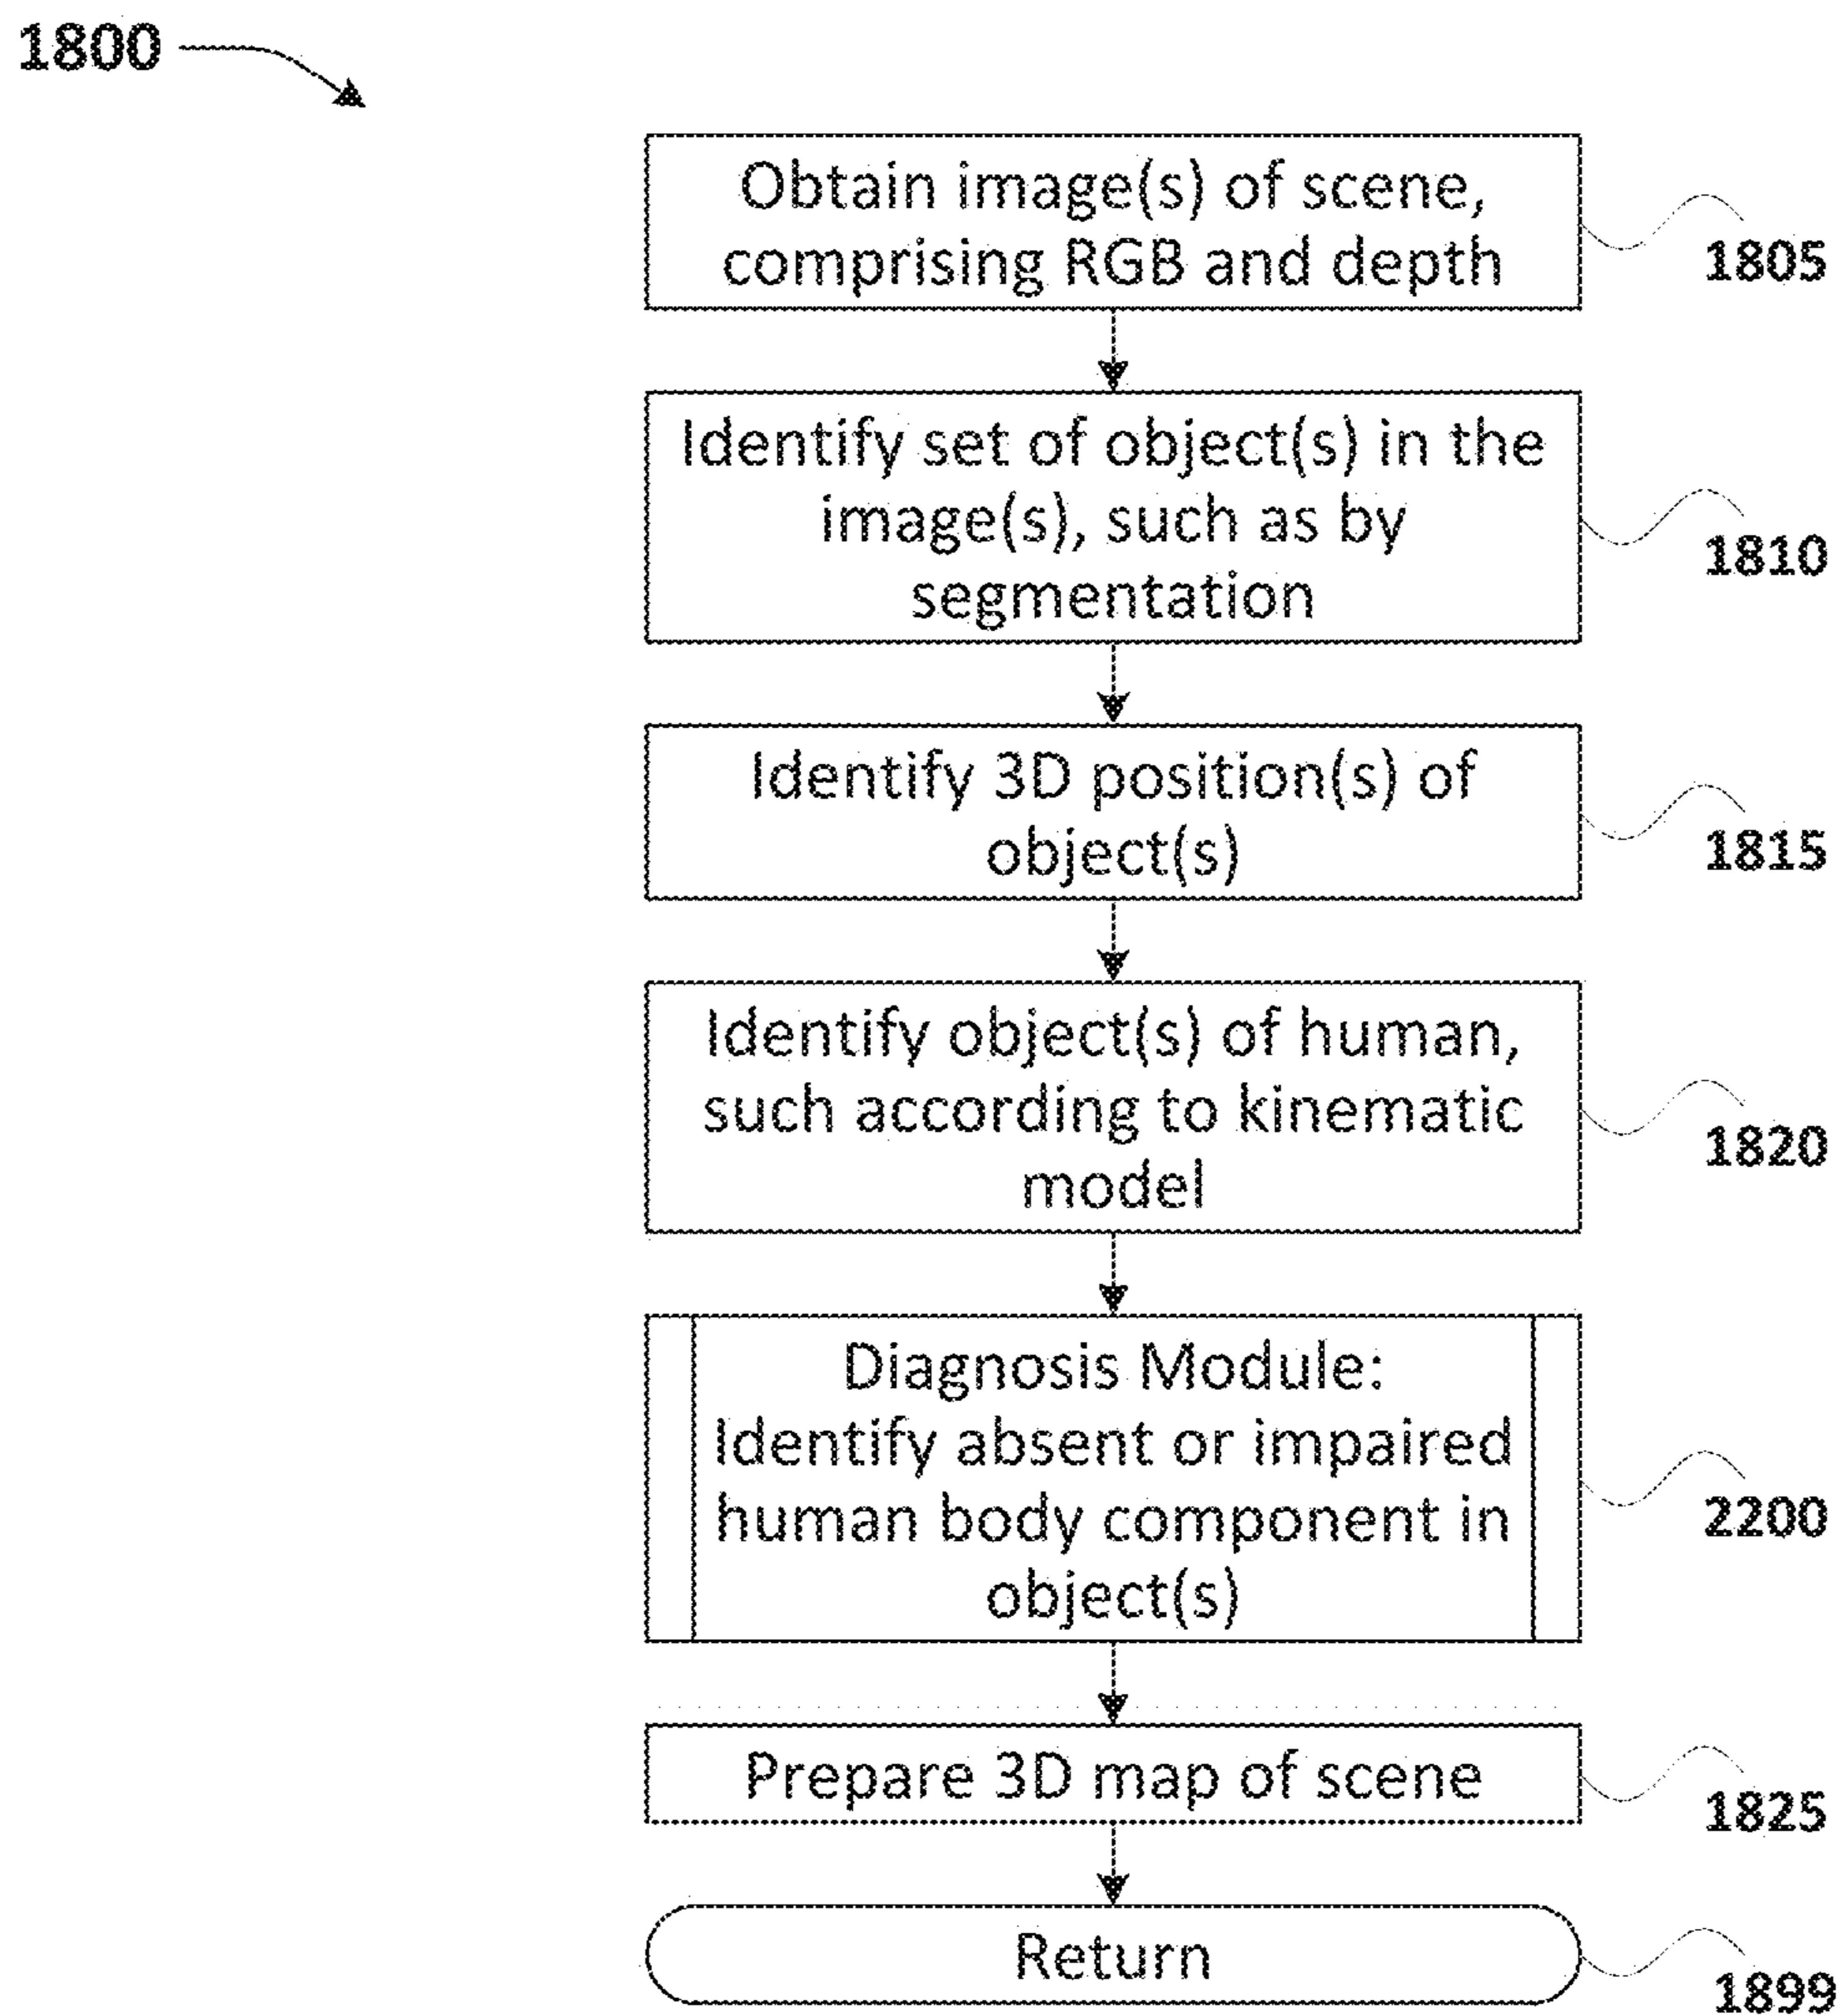 1800
Obtain image(s) of scene,
comprising RGB and depth
1805
Identify set of object(s) in the
image(s), such as by
segmentation
1810
Identify 3D position(s) of
object(s)
1815
Identify object(s) of human,
such according to kinematic
model
1820
Diagnosis Module:
Identify absent or impaired
human body component in
object(s)
2200
Prepare 3D map of scene
1825
Return
1899